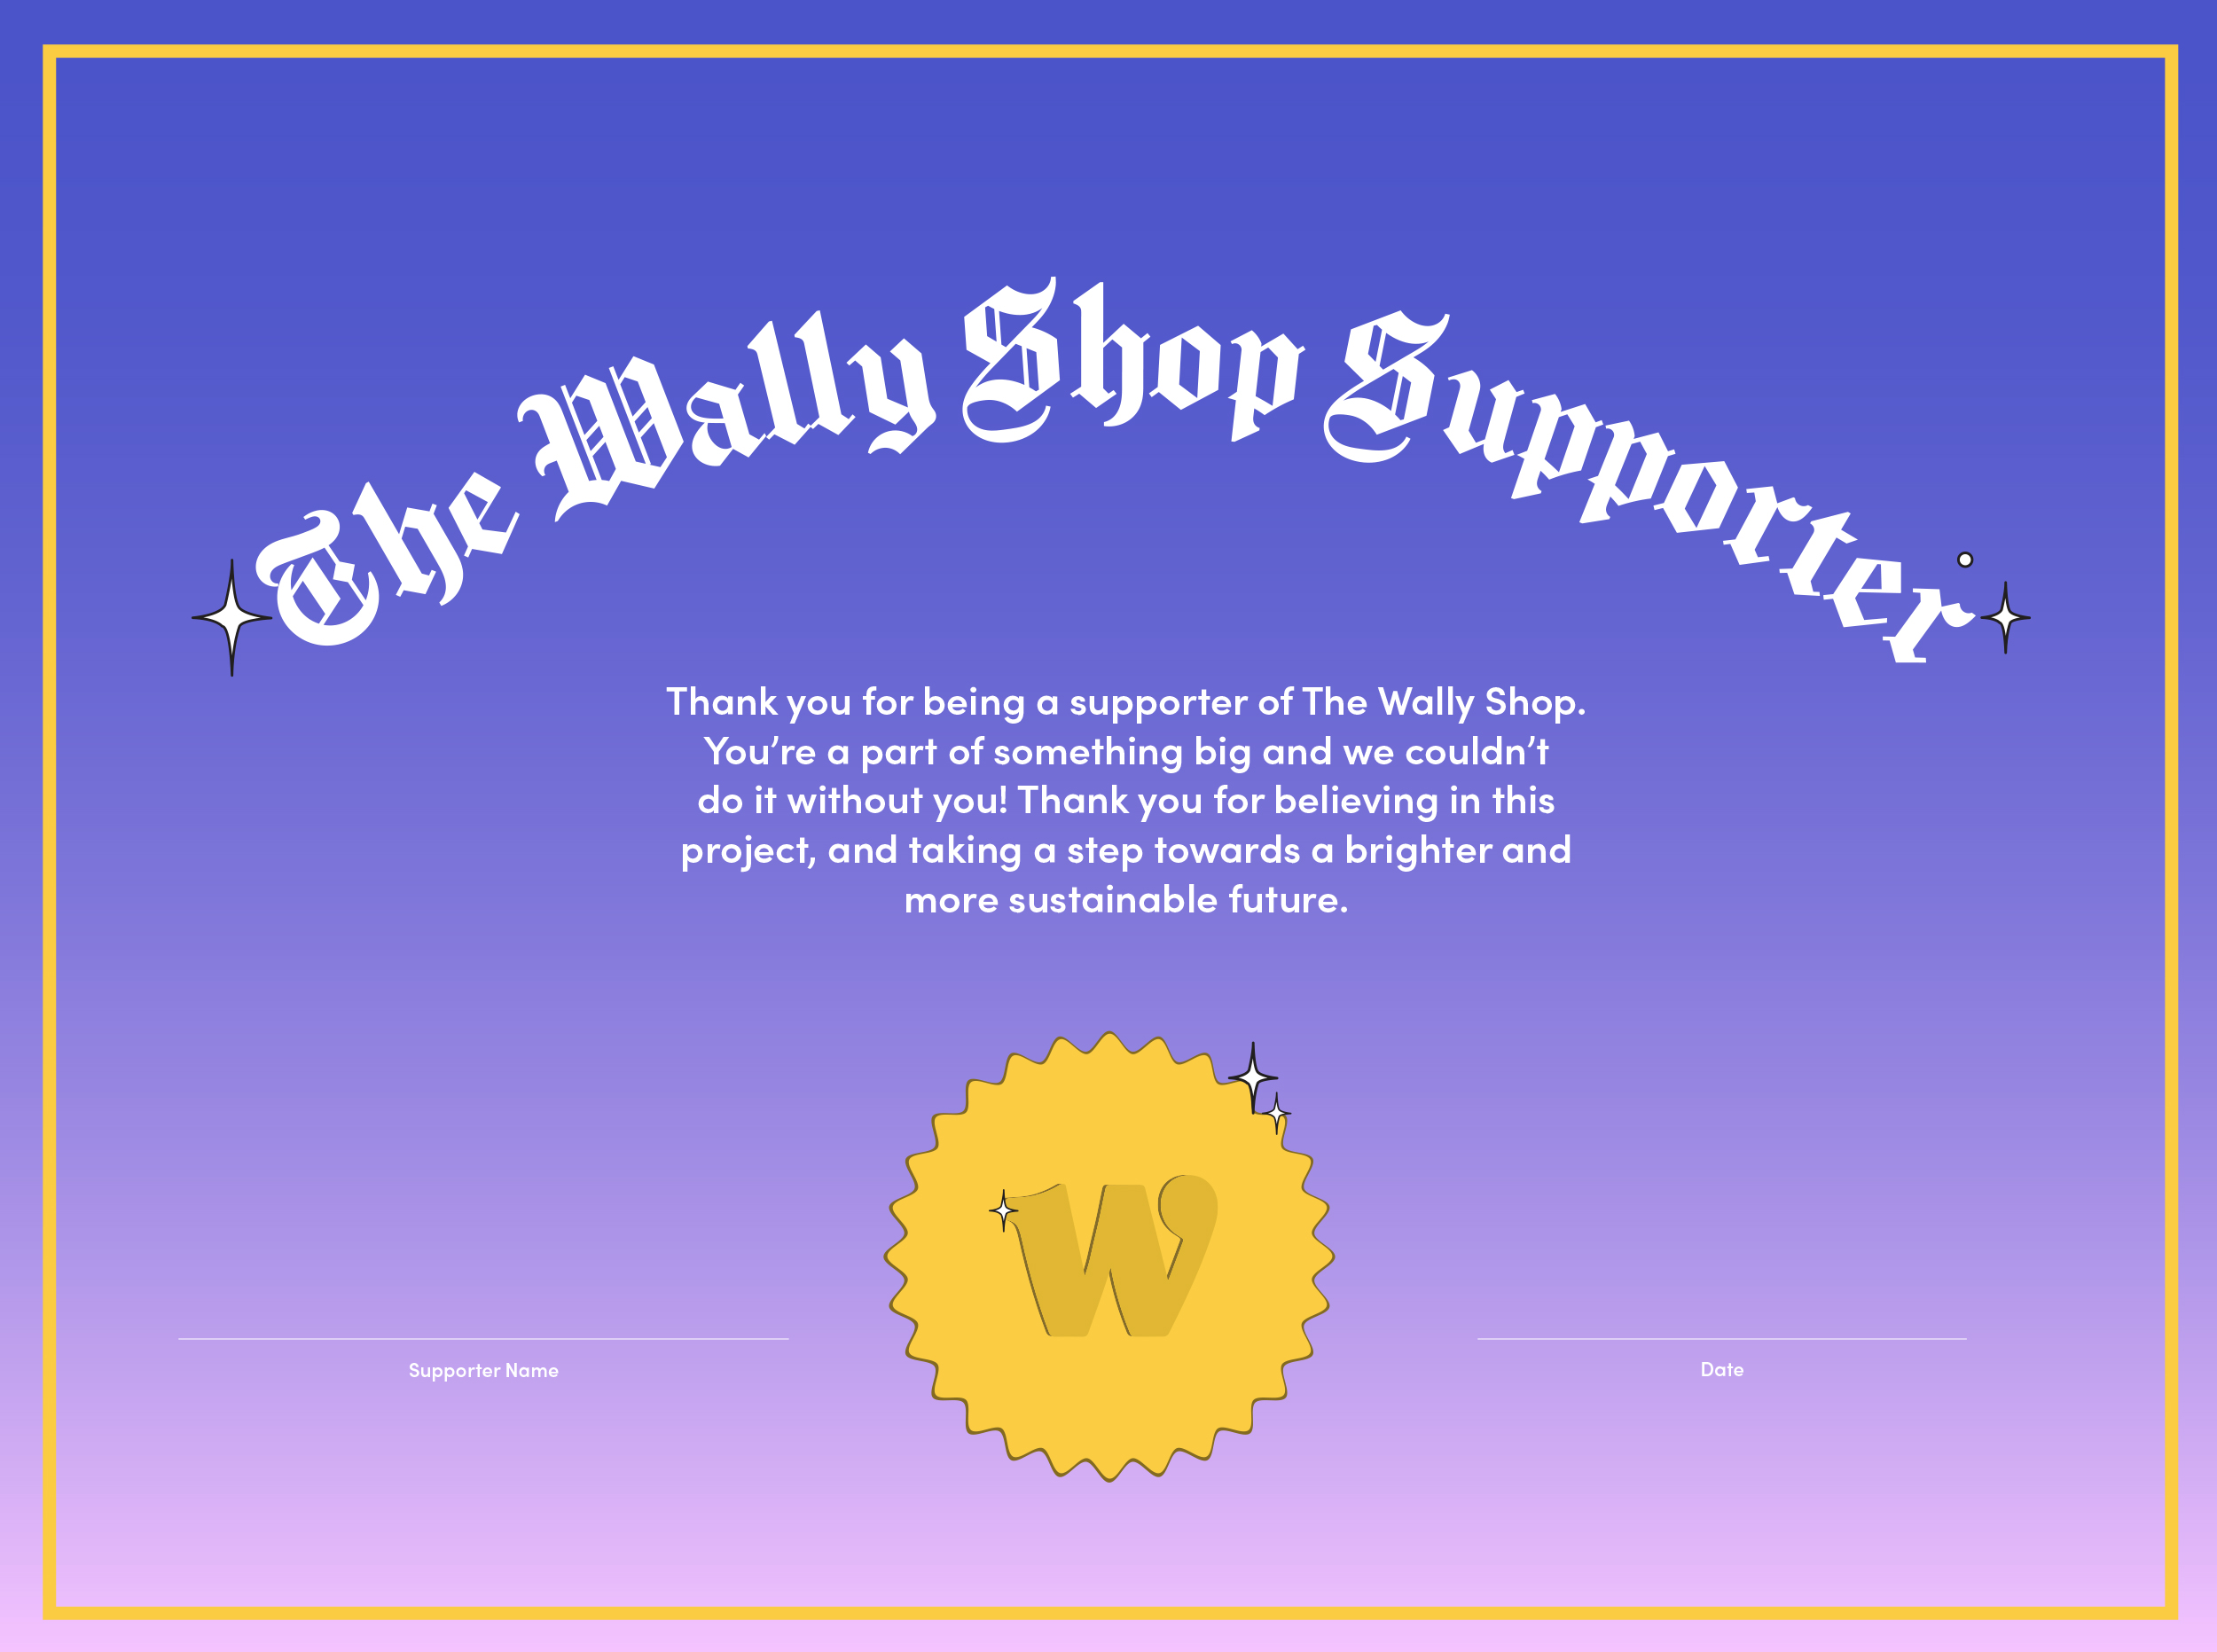 The Wally Shop Supporter
Thank you for being a supporter of The Wally Shop.
You’re a part of something big and we couldn’t
do it without you! Thank you for believing in this
project, and taking a step towards a brighter and
more sustainable future.
W
Supporter Name
Date